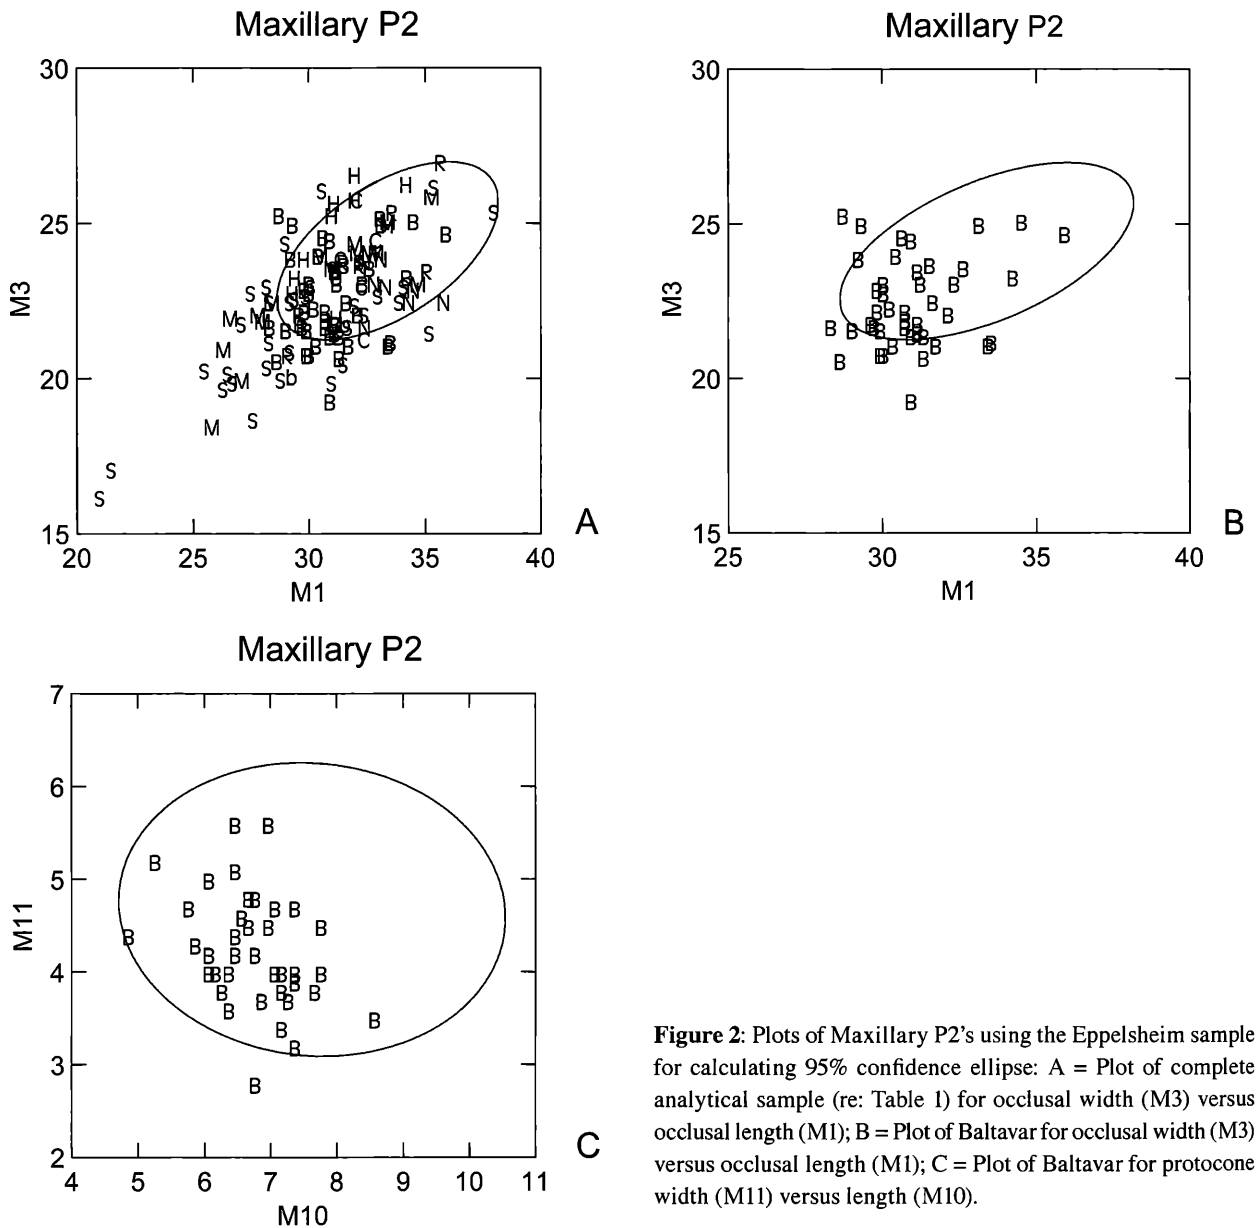 Maxillary P2
30
25
20
15
M3
20 25 30 35 40
M1
A
Maxillary P2
30
25
20
15
M3
25 30 35 40
M1
B
Maxillary P2
7
6
5
4
3
2
M11
4 5 6 7 8 9 10 11
M10
C
Figure 2: Plots of Maxillary P2's using the Eppelsheim sample
for calculating 95% confidence ellipse: A = Plot of complete
analytical sample (re: Table 1) for occlusal width (M3) versus
occlusal length (M1); B = Plot of Baltavar for occlusal width (M3)
versus occlusal length (M1); C = Plot of Baltavar for protocone
width (M11) versus length (M10).